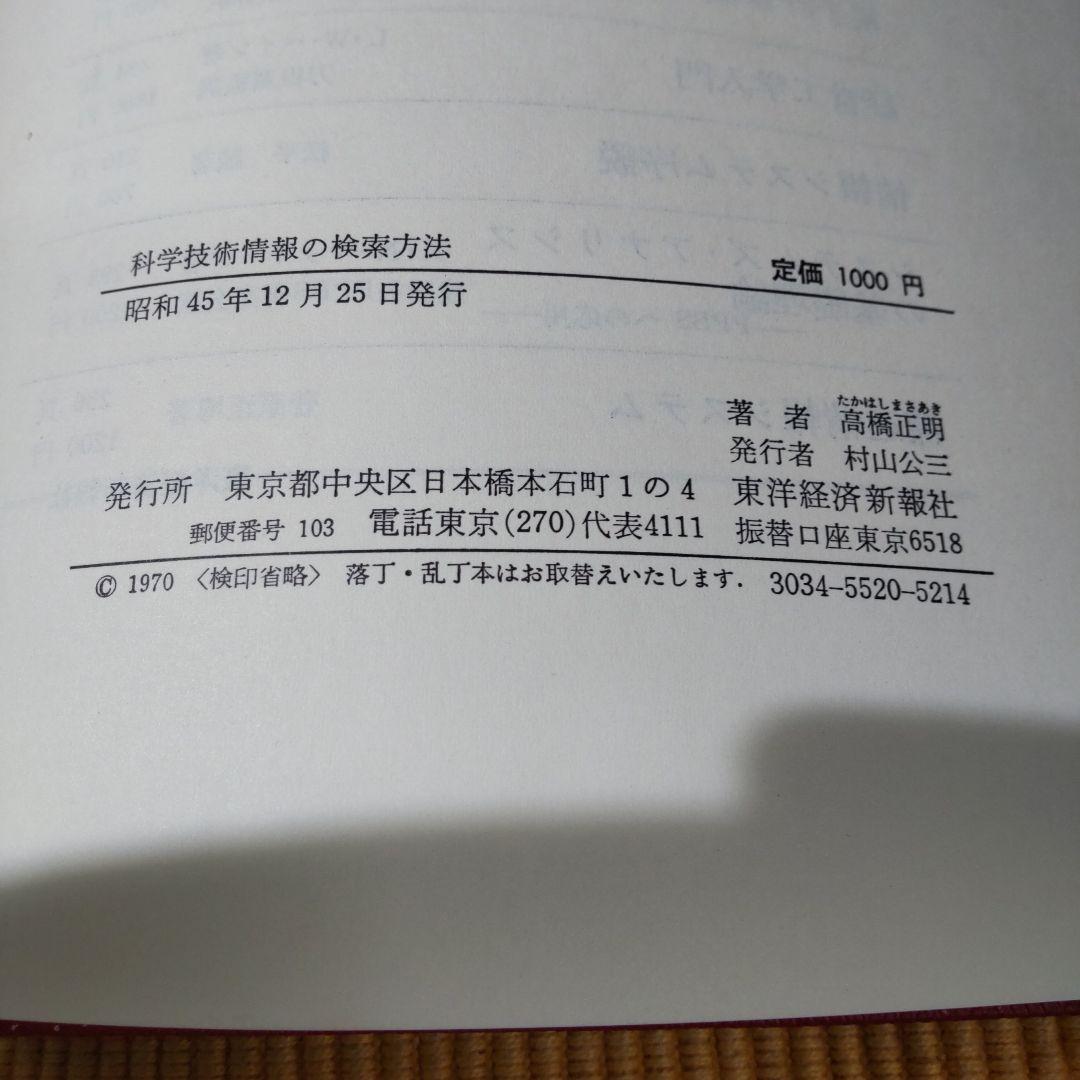 科学技術情報の検索方法
定価 1000 円
昭和 45 年 12 月 25 日発行
たかはしまさあき
著者 高橋正明
発行者 村山公三
発行所 東京都中央区日本橋本石町1の4 東洋経済新報社
郵便番号 103 電話東京(270)代表4111 振替口座東京6518
© 1970 〈検印省略〉 落丁・乱丁本はお取替えいたします. 3034-5520-5214